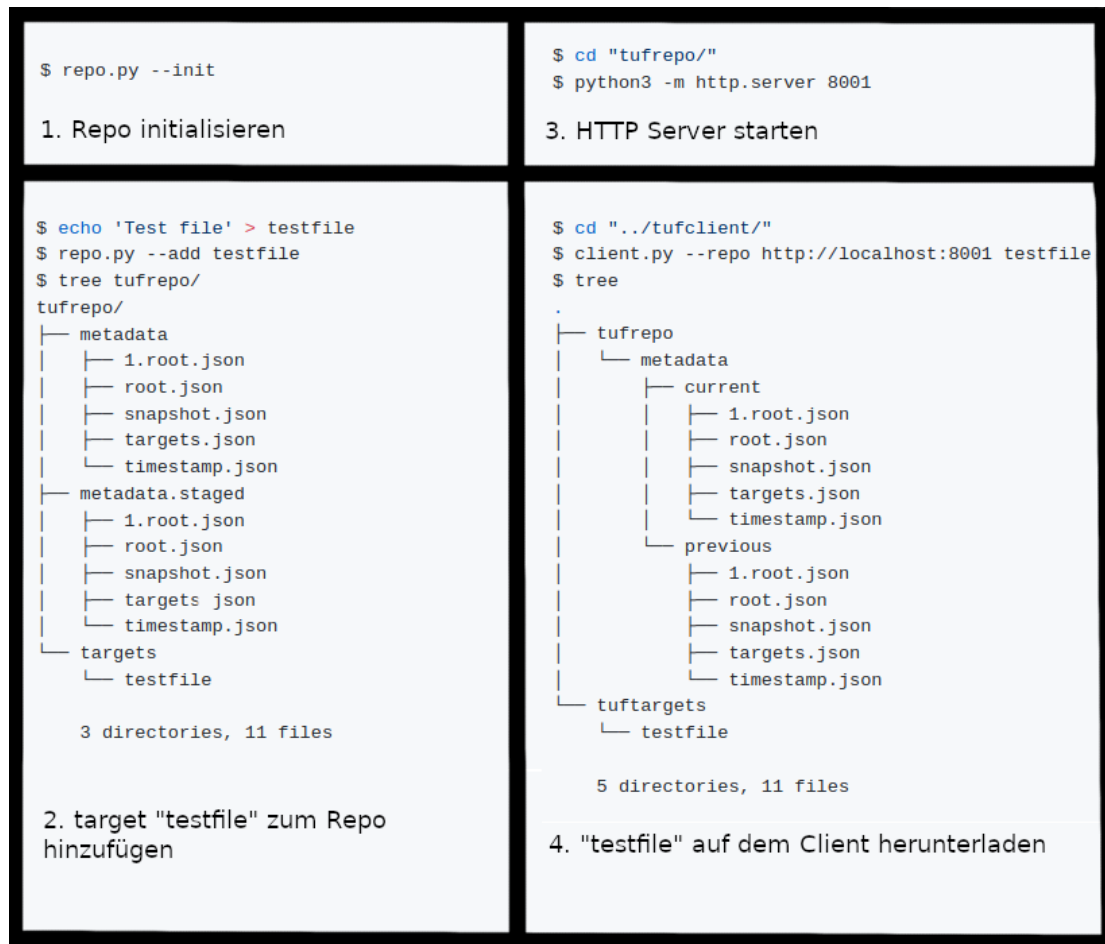 $ repo.py --init
1. Repo initialisieren
$ echo 'Test file' > testfile
$ repo.py --add testfile
$ tree tufrepo/
tufrepo/
├── metadata
│   ├── 1.root.json
│   ├── root.json
│   ├── snapshot.json
│   ├── targets.json
│   └── timestamp.json
├── metadata.staged
│   ├── 1.root.json
│   ├── root.json
│   ├── snapshot.json
│   ├── targets json
│   └── timestamp.json
└── targets
    └── testfile
3 directories, 11 files
2. target "testfile" zum Repo
hinzufügen
$ cd "tufrepo/"
$ python3 -m http.server 8001
3. HTTP Server starten
$ cd "../tufclient/"
$ client.py --repo http://localhost:8001 testfile
$ tree
.
├── tufrepo
│   └── metadata
│       ├── current
│       │   ├── 1.root.json
│       │   ├── root.json
│       │   ├── snapshot.json
│       │   ├── targets.json
│       │   └── timestamp.json
│       └── previous
│           ├── 1.root.json
│           ├── root.json
│           ├── snapshot.json
│           ├── targets.json
│           └── timestamp.json
└── tuftargets
    └── testfile
5 directories, 11 files
4. "testfile" auf dem Client herunterladen